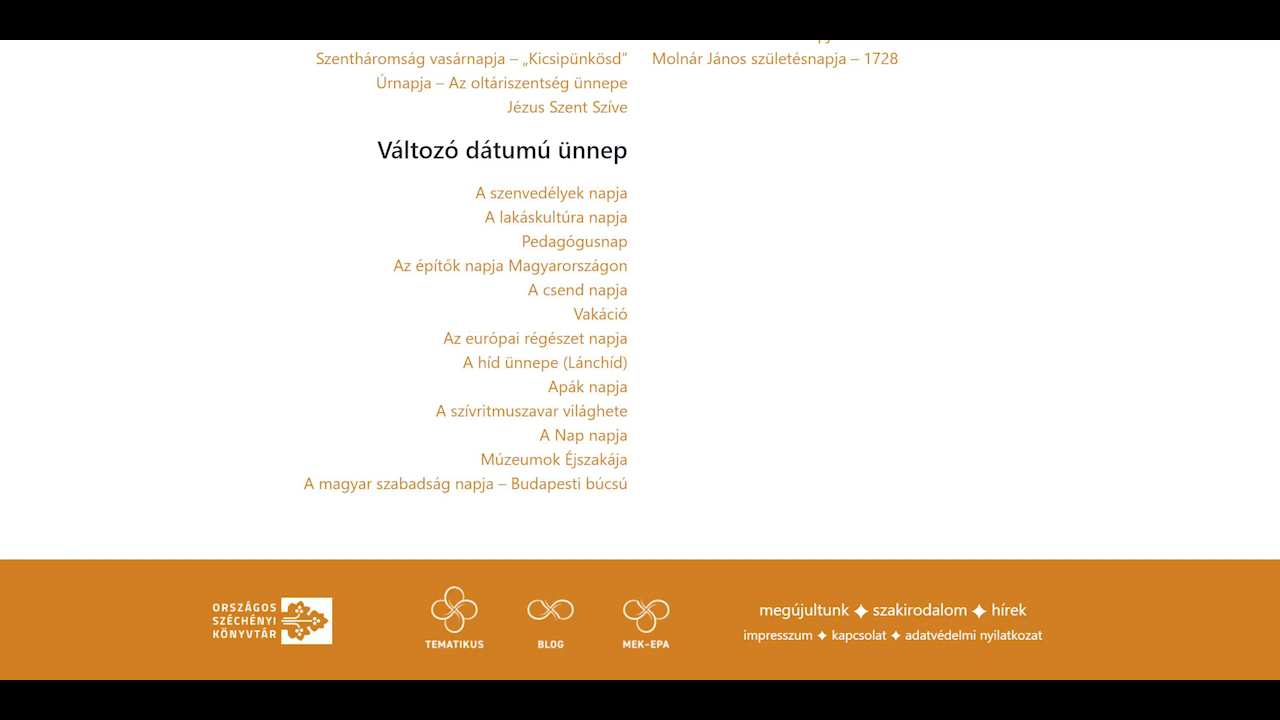 Szentháromság vasárnapja – „Kicsipünkösd“
Úrnapja – Az oltáriszentség ünnepe
Jézus Szent Szíve
Molnár János születésnapja – 1728
Változó dátumú ünnep
A szenvedélyek napja
A lakáskultúra napja
Pedagógusnap
Az építők napja Magyarországon
A csend napja
Vakáció
Az európai régészet napja
A híd ünnepe (Lánchíd)
Apák napja
A szívritmuszavar világhete
A Nap napja
Múzeumok Éjszakája
A magyar szabadság napja – Budapesti búcsú
ORSZÁGOS
SZÉCHÉNYI
KÖNYVTÁR
TEMATIKUS
BLOG
MEK-EPA
megújultunk ✦ szakirodalom ✦ hírek
impresszum ✦ kapcsolat ✦ adatvédelmi nyilatkozat